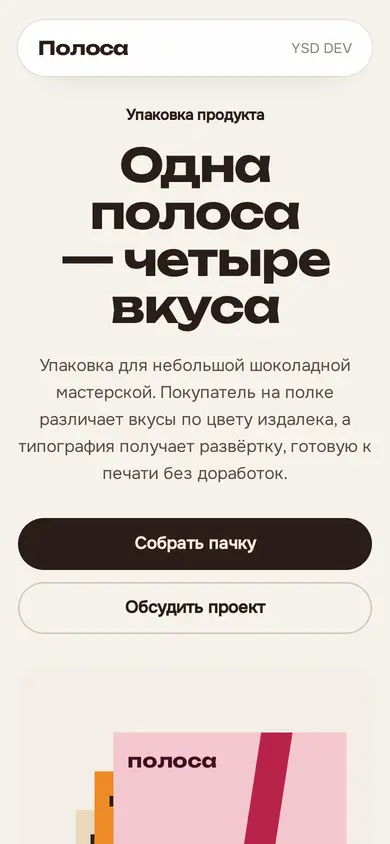 Полоса
YSD DEV
Упаковка продукта
Одна
полоса
— четыре
вкуса
Упаковка для небольшой шоколадной
мастерской. Покупатель на полке
различает вкусы по цвету издалека, а
типография получает развёртку, готовую к
печати без доработок.
Собрать пачку
Обсудить проект
полоса